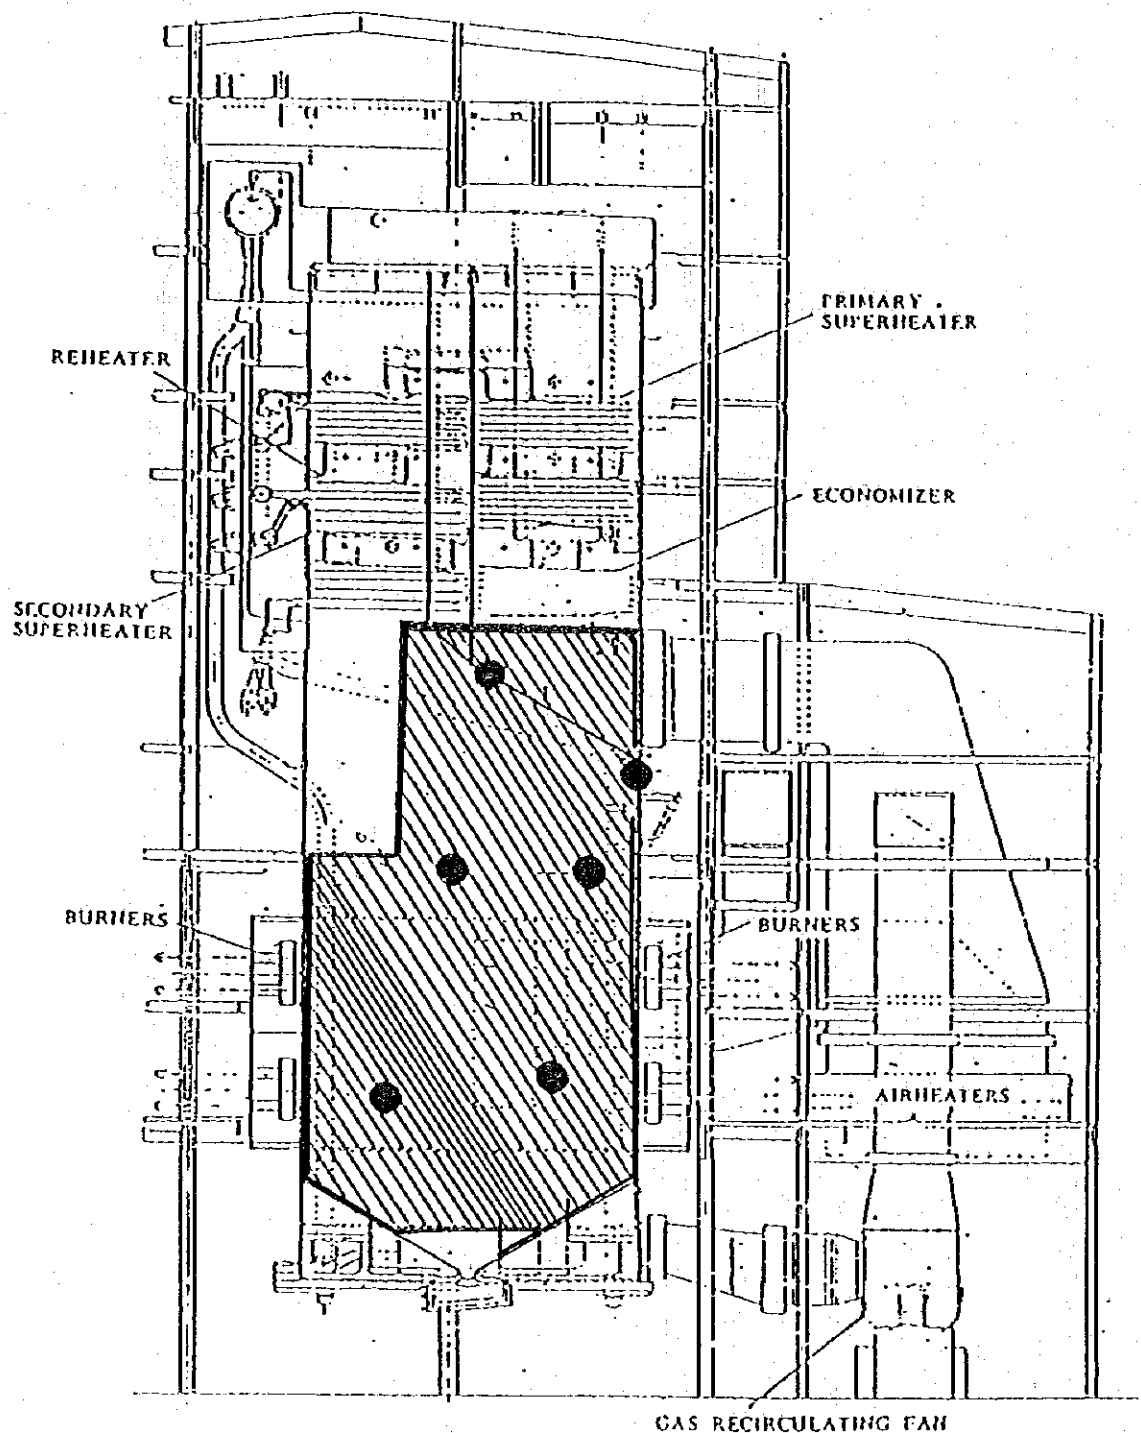 PRIMARY
SUPERHEATER
REHEATER
ECONOMIZER
SECONDARY
SUPERHEATER
BURNERS
BURNERS
AIRHEATERS
GAS RECIRCULATING FAN